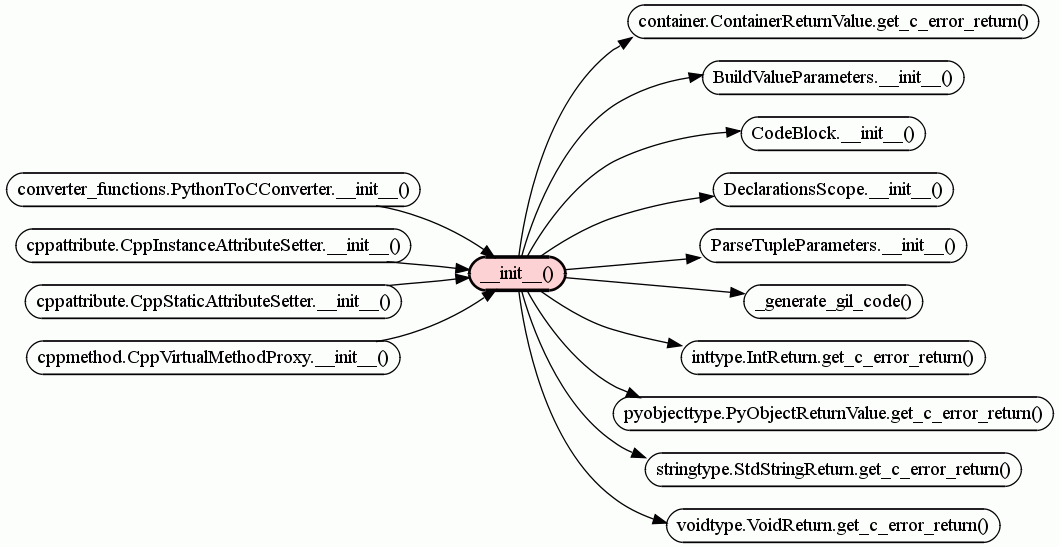 container.ContainerReturnValue.get_c_error_return()
BuildValueParameters.__init__()
CodeBlock.__init__()
converter_functions.PythonToCConverter.__init__()
DeclarationsScope.__init__()
cppattribute.CppInstanceAttributeSetter.__init__()
ParseTupleParameters.__init__()
__init__()
cppattribute.CppStaticAttributeSetter.__init__()
_generate_gil_code()
cppmethod.CppVirtualMethodProxy.__init__()
inttype.IntReturn.get_c_error_return()
pyobjecttype.PyObjectReturnValue.get_c_error_return()
stringtype.StdStringReturn.get_c_error_return()
voidtype.VoidReturn.get_c_error_return()